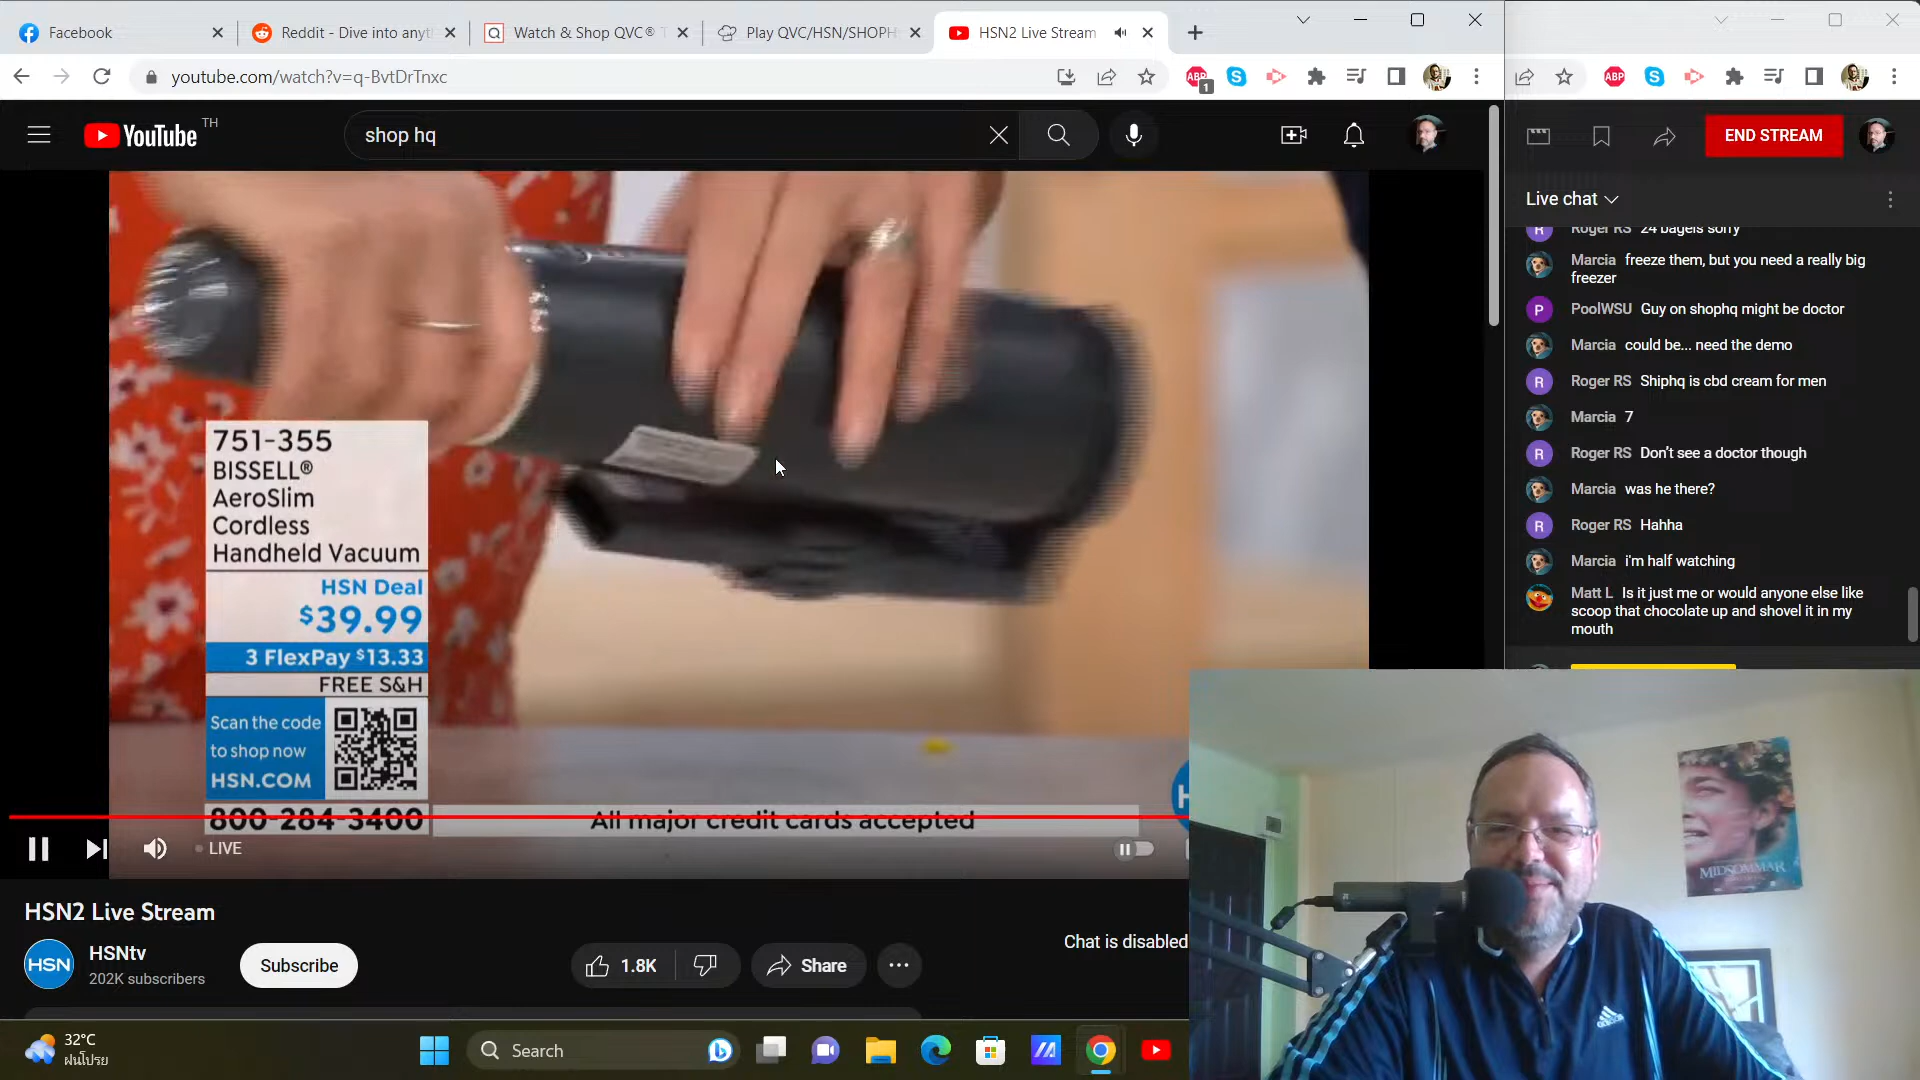 Facebook
Reddit - Dive into anyt
Watch & Shop QVC® T
Play QVC/HSN/SHOPH
HSN2 Live Stream
youtube.com/watch?v=q-BvtDrTnxc
ABP
1
ABP
YouTube TH
shop hq
END STREAM
Live chat
R Roger RS 24 bagels sorry
Marcia freeze them, but you need a really big
freezer
P PoolWSU Guy on shophq might be doctor
Marcia could be... need the demo
R Roger RS Shiphq is cbd cream for men
Marcia 7
R Roger RS Don't see a doctor though
Marcia was he there?
R Roger RS Hahha
Marcia i'm half watching
Matt L Is it just me or would anyone else like
scoop that chocolate up and shovel it in my
mouth
751-355
BISSELL®
AeroSlim
Cordless
Handheld Vacuum
HSN Deal
$39.99
3 FlexPay $13.33
FREE S&H
Scan the code
to shop now
HSN.COM
800-284-3400
All major credit cards accepted
LIVE
HSN2 Live Stream
HSN
HSNtv
202K subscribers
Subscribe
1.8K
Share
Chat is disabled
MIDSOMMAR
adidas
32°C
ฝนโปรย
Search